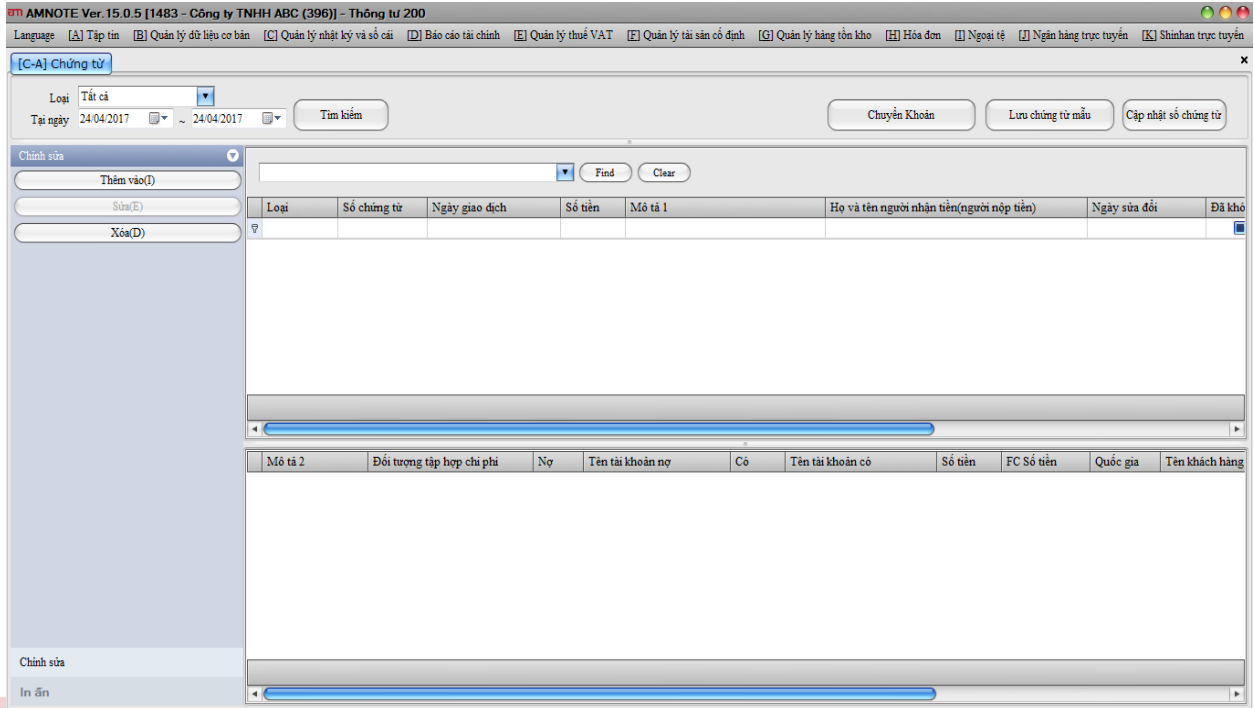 am AMNOTE Ver.15.0.5 [1483 - Công ty TNHH ABC (396)] - Thông tư 200
Language [A] Tập tin [B] Quản lý dữ liệu cơ bản [C] Quản lý nhật ký và sổ cái [D] Báo cáo tài chính [E] Quản lý thuế VAT [F] Quản lý tài sản cố định [G] Quản lý hàng tồn kho [H] Hóa đơn [I] Ngoại tệ [J] Ngân hàng trực tuyến [K] Shinhan trực tuyến
[C-A] Chứng từ x
Loại Tất cả
Tại ngày 24/04/2017 ~ 24/04/2017 Tìm kiếm Chuyển Khoản Lưu chứng từ mẫu Cập nhật số chứng từ
Chỉnh sửa
Thêm vào(I)
Sửa(E)
Xóa(D)
Find Clear
Loại Số chứng từ Ngày giao dịch Số tiền Mô tả 1 Họ và tên người nhận tiền(người nộp tiền) Ngày sửa đổi Đã khó
Mô tả 2 Đối tượng tập hợp chi phí Nợ Tên tài khoản nợ Có Tên tài khoản có Số tiền FC Số tiền Quốc gia Tên khách hàng
Chỉnh sửa
In ấn